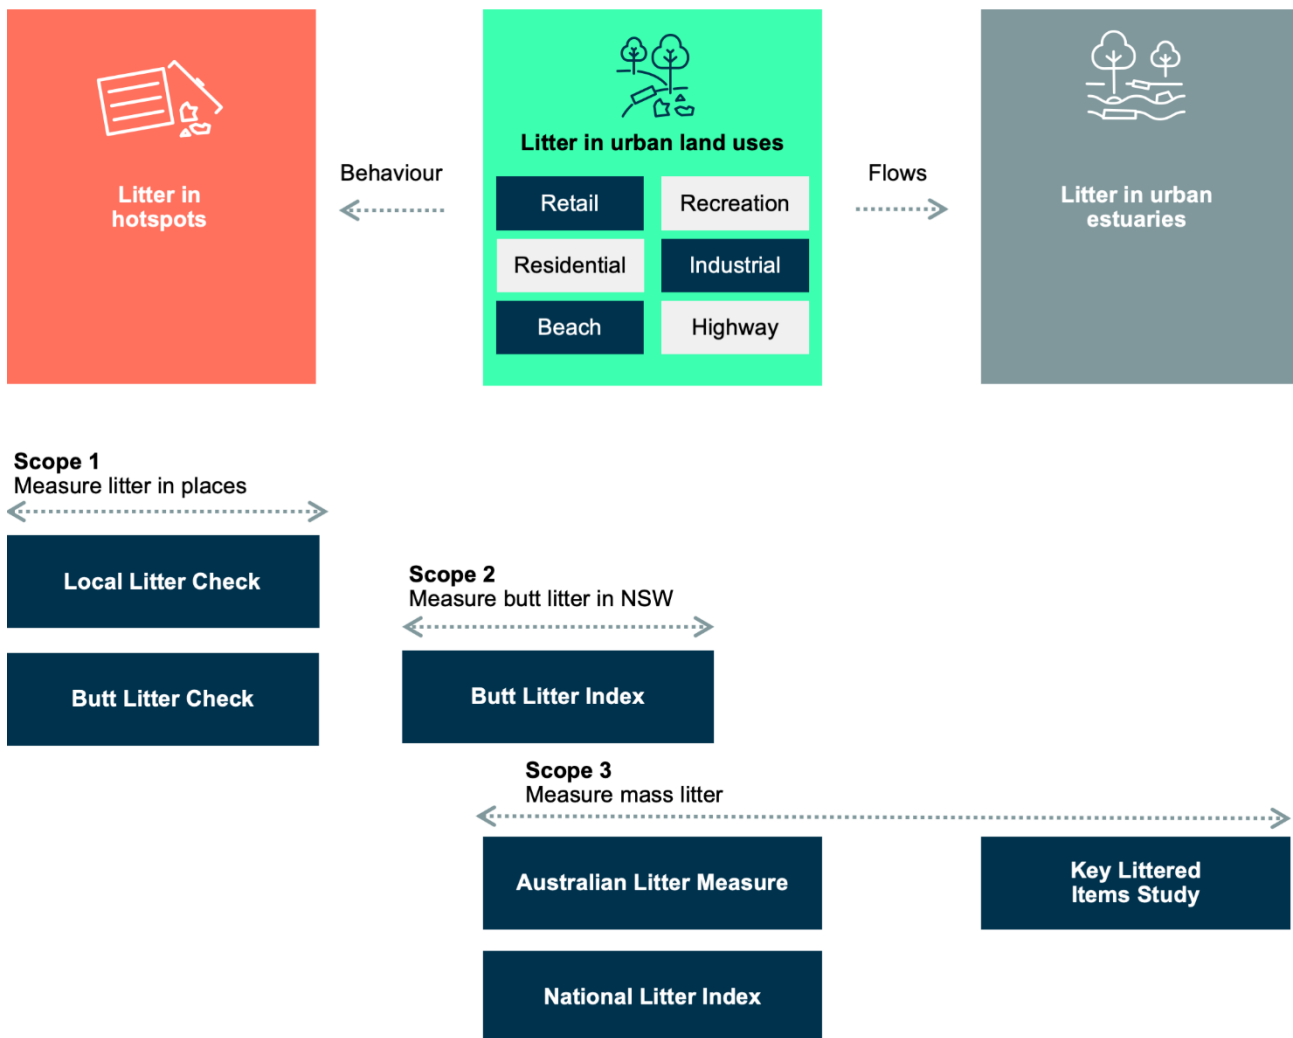 Litter in
hotspots
Behaviour
Litter in urban land uses
Retail
Recreation
Residential
Industrial
Beach
Highway
Flows
Litter in urban
estuaries
Scope 1
Measure litter in places
Local Litter Check
Butt Litter Check
Scope 2
Measure butt litter in NSW
Butt Litter Index
Scope 3
Measure mass litter
Australian Litter Measure
Key Littered
Items Study
National Litter Index